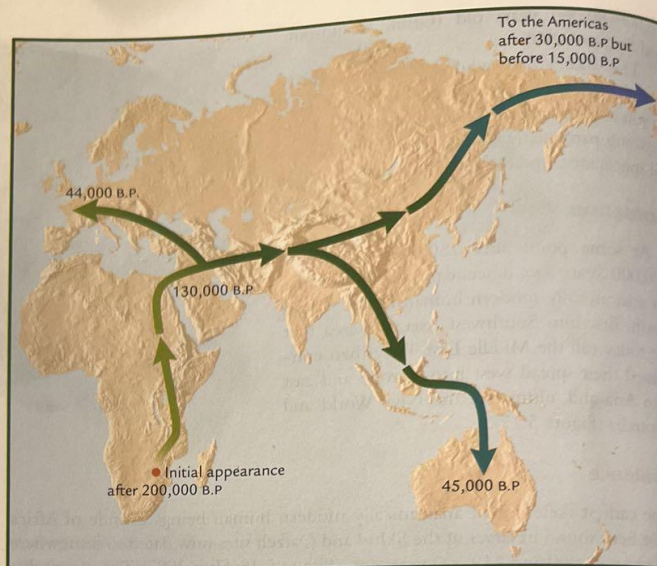 To the Americas
after 30,000 B.P but
before 15,000 B.P
44,000 B.P.
130,000 B.P
Initial appearance
after 200,000 B.P
45,000 B.P